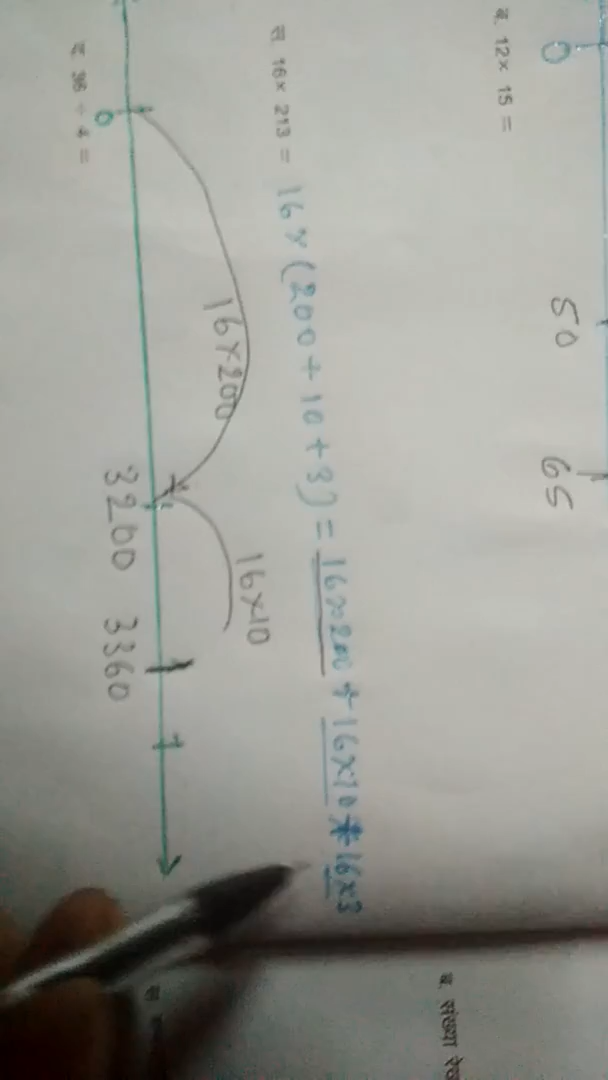 ब. 12 × 15 =
0 50 65
स. 16 × 213 = 16 × (200 + 10 + 3) = 16×200 + 16×10 + 16×3
16×200 16×10
0 3200 3360
द. 36 ÷ 4 =
ब. संख्या